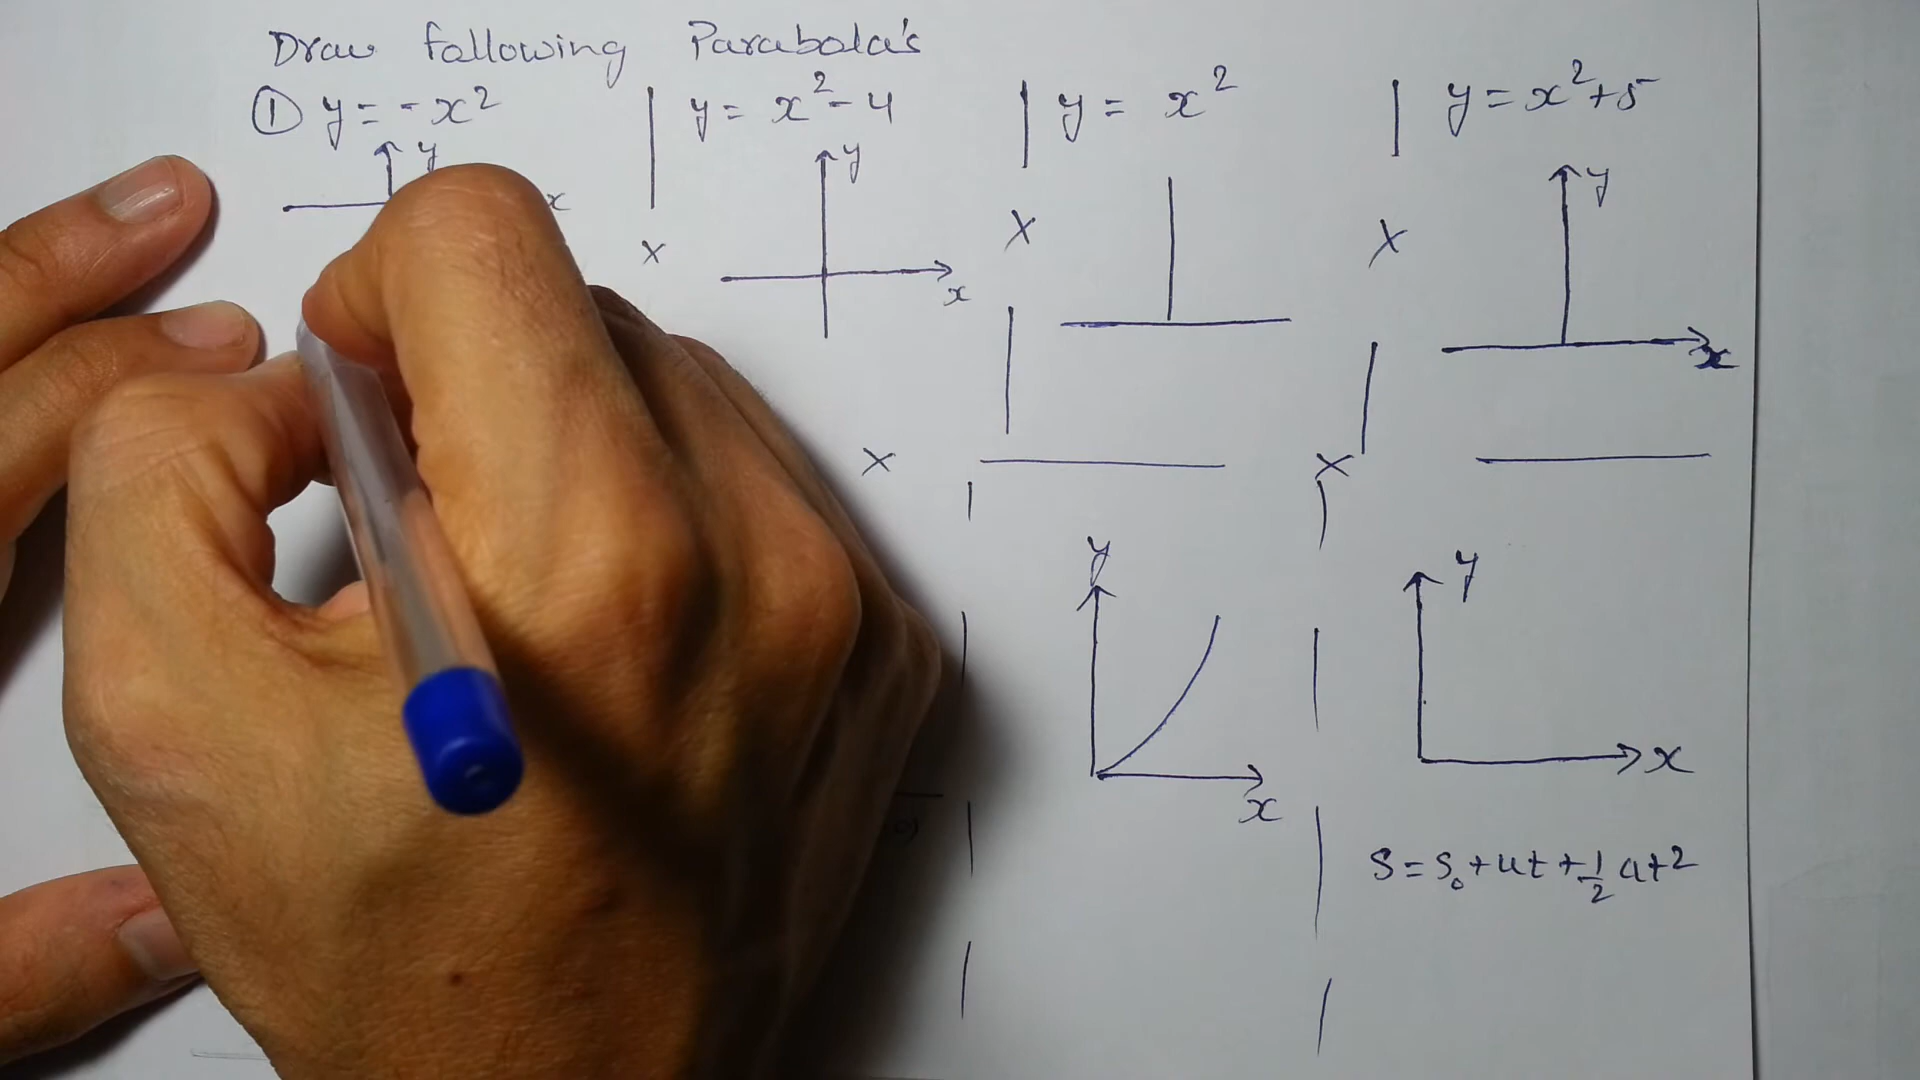 Draw following Parabola's
① y = -x² | y = x² - 4 | y = x² | y = x² + 5
y
x
y
x
y
x
x
x
x
x
y
x
y
x
S = S₀ + ut + 1/2 at²